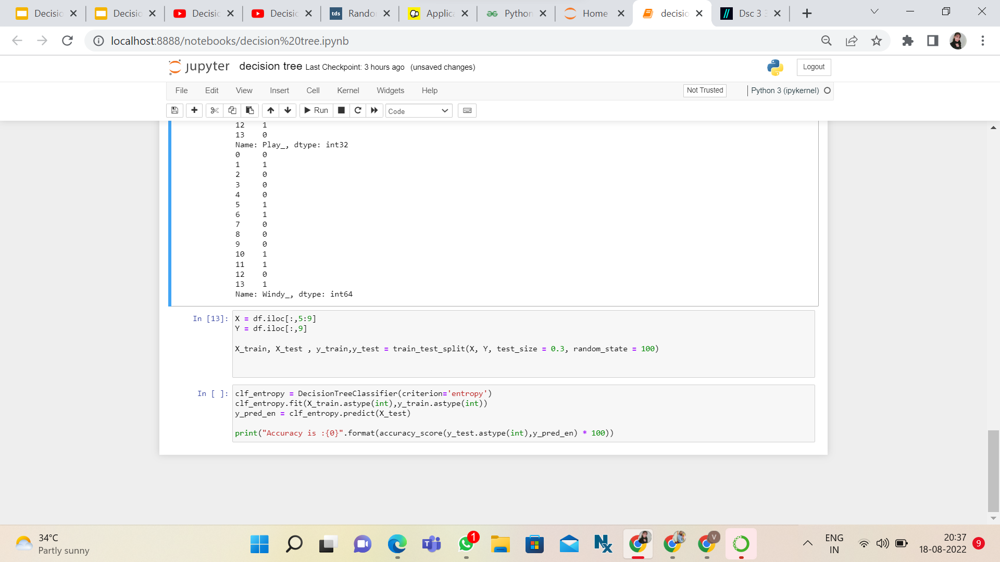 Decisio
Decisio
Decisio
Decisio
tds Rando
Applica
Python
Home
decisio
Dsc 3
localhost:8888/notebooks/decision%20tree.ipynb
jupyter decision tree Last Checkpoint: 3 hours ago (unsaved changes)
Logout
File Edit View Insert Cell Kernel Widgets Help
Not Trusted
Python 3 (ipykernel)
Run
Code
12 1
13 0
Name: Play_, dtype: int32
0 0
1 1
2 0
3 0
4 0
5 1
6 1
7 0
8 0
9 0
10 1
11 1
12 0
13 1
Name: Windy_, dtype: int64
In [13]: X = df.iloc[:,5:9]
Y = df.iloc[:,9]
X_train, X_test , y_train,y_test = train_test_split(X, Y, test_size = 0.3, random_state = 100)
In [ ]: clf_entropy = DecisionTreeClassifier(criterion='entropy')
clf_entropy.fit(X_train.astype(int),y_train.astype(int))
y_pred_en = clf_entropy.predict(X_test)
print("Accuracy is :{0}".format(accuracy_score(y_test.astype(int),y_pred_en) * 100))
34°C
Partly sunny
1
V
ENG
IN
20:37
18-08-2022
9